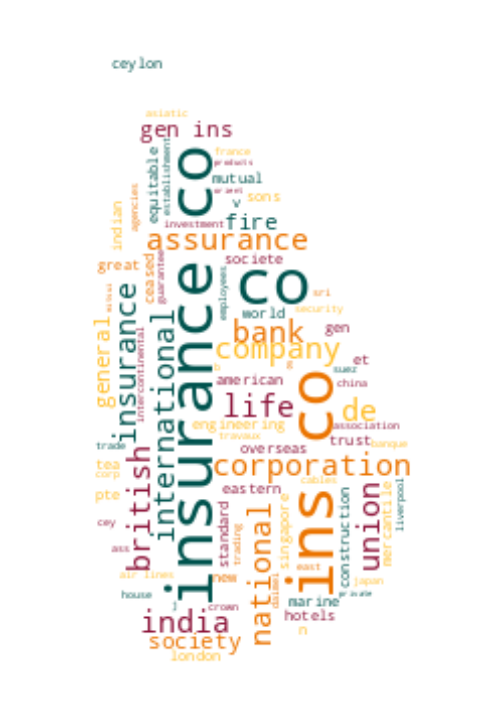 ceylon
asiatic
gen ins
france
products
equitable
establishment
co
mutual
orient
sons
v
agencies
indian
investment
fire
assurance
societe
great
ceased
guarantee
insurance
employees
co
sri
world
security
mutual
insurance
general
international
bank
gen
company
et
intercontinental
american
suez
china
life
co
de
engineering
association
travaux
trust
banque
trade
overseas
tea
corp
corporation
cables
pte
british
eastern
union
mercantile
liverpool
construction
singapore
ins
standard
national
trading
cey
ass
air lines
new
daimei
east
japan
private
house
j
crown
marine
india
hotels
n
society
london